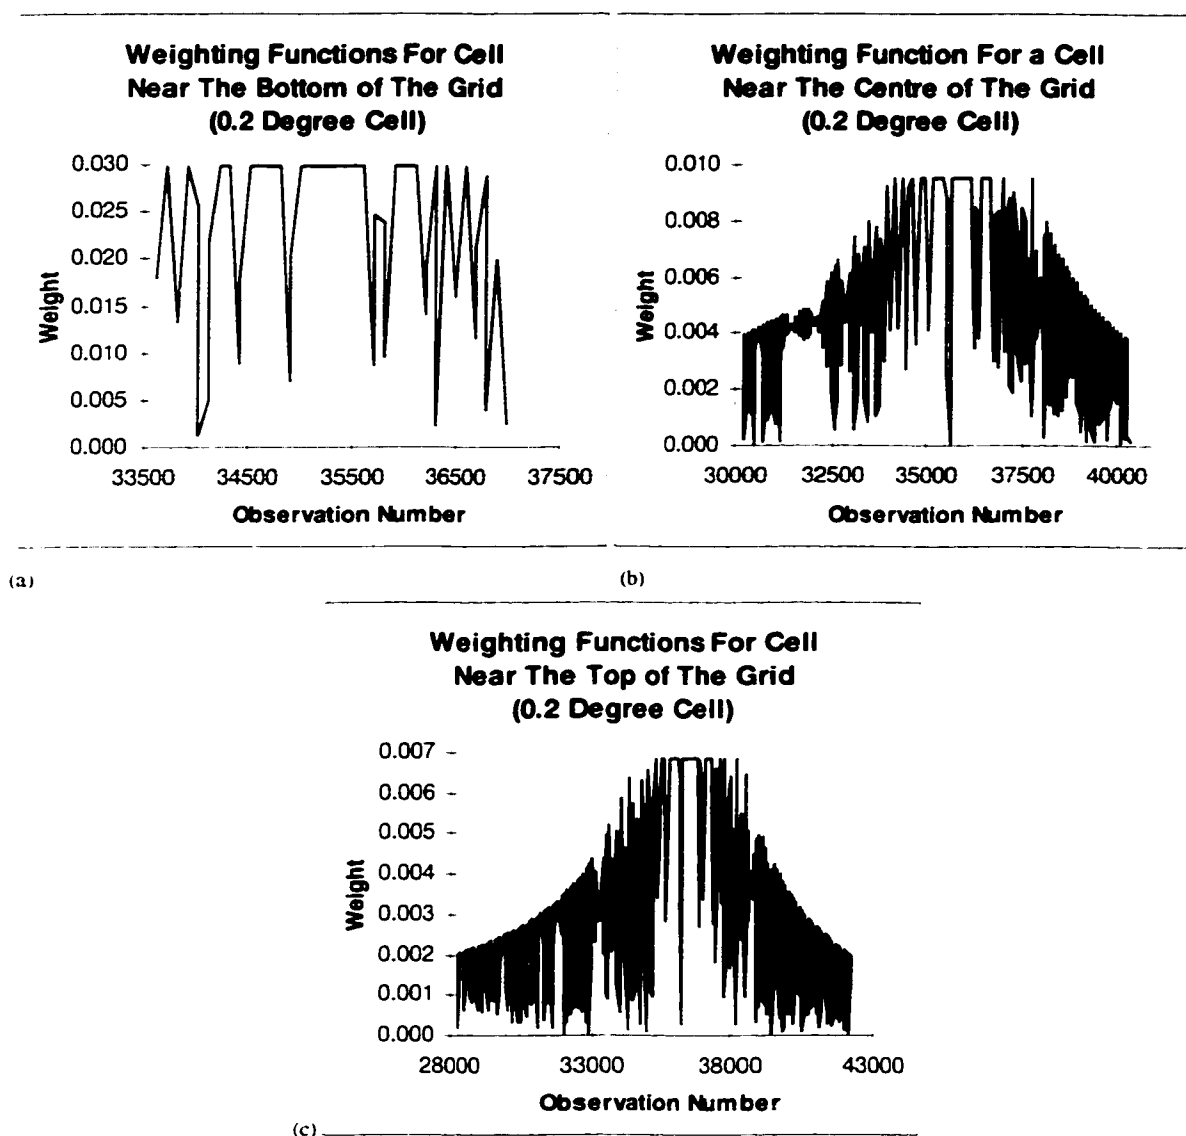 Weighting Functions For Cell
Near The Bottom of The Grid
(0.2 Degree Cell)
0.030
0.025
0.020
0.015
0.010
0.005
0.000
Weight
33500 34500 35500 36500 37500
Observation Number
(a)
Weighting Function For a Cell
Near The Centre of The Grid
(0.2 Degree Cell)
0.010
0.008
0.006
0.004
0.002
0.000
Weight
30000 32500 35000 37500 40000
Observation Number
(b)
Weighting Functions For Cell
Near The Top of The Grid
(0.2 Degree Cell)
0.007
0.006
0.005
0.004
0.003
0.002
0.001
0.000
Weight
28000 33000 38000 43000
Observation Number
(c)